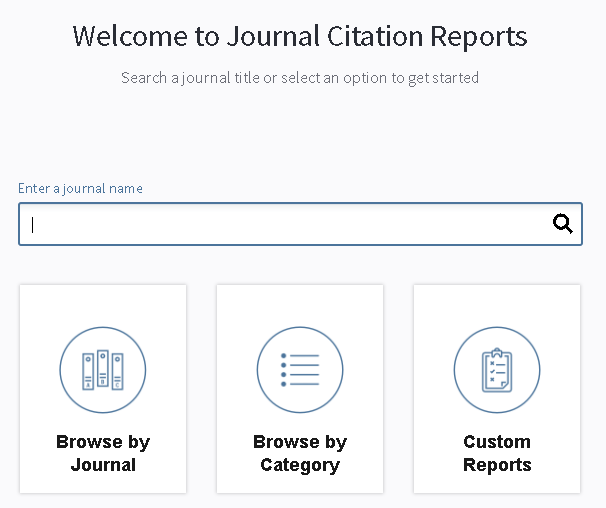 Welcome to Journal Citation Reports
Search a journal title or select an option to get started
Enter a journal name
A B C
Browse by
Journal
Browse by
Category
Custom
Reports